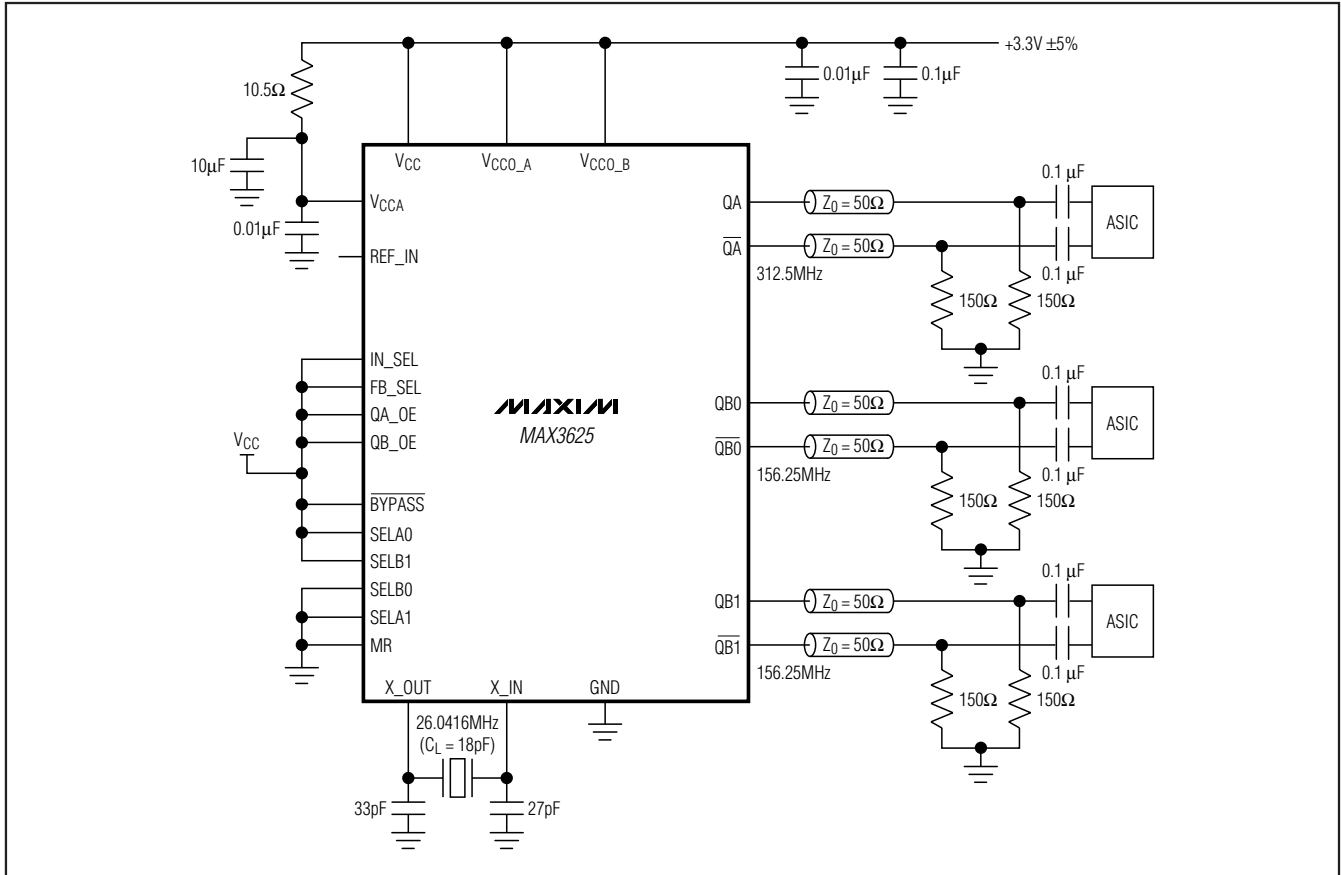 +3.3V ±5%
10.5Ω
0.01µF
0.1µF
10µF
0.01µF
VCC
VCCO_A
VCCO_B
VCCA
REF_IN
IN_SEL
FB_SEL
QA_OE
QB_OE
VCC
BYPASS
SELA0
SELB1
SELB0
SELA1
MR
MAXIM
MAX3625
QA
QA
312.5MHz
Z0 = 50Ω
Z0 = 50Ω
0.1 µF
0.1 µF
ASIC
150Ω
150Ω
QB0
QB0
156.25MHz
Z0 = 50Ω
Z0 = 50Ω
0.1 µF
0.1 µF
ASIC
150Ω
150Ω
QB1
QB1
156.25MHz
Z0 = 50Ω
Z0 = 50Ω
0.1 µF
0.1 µF
ASIC
150Ω
150Ω
X_OUT
X_IN
GND
26.0416MHz
(CL = 18pF)
33pF
27pF